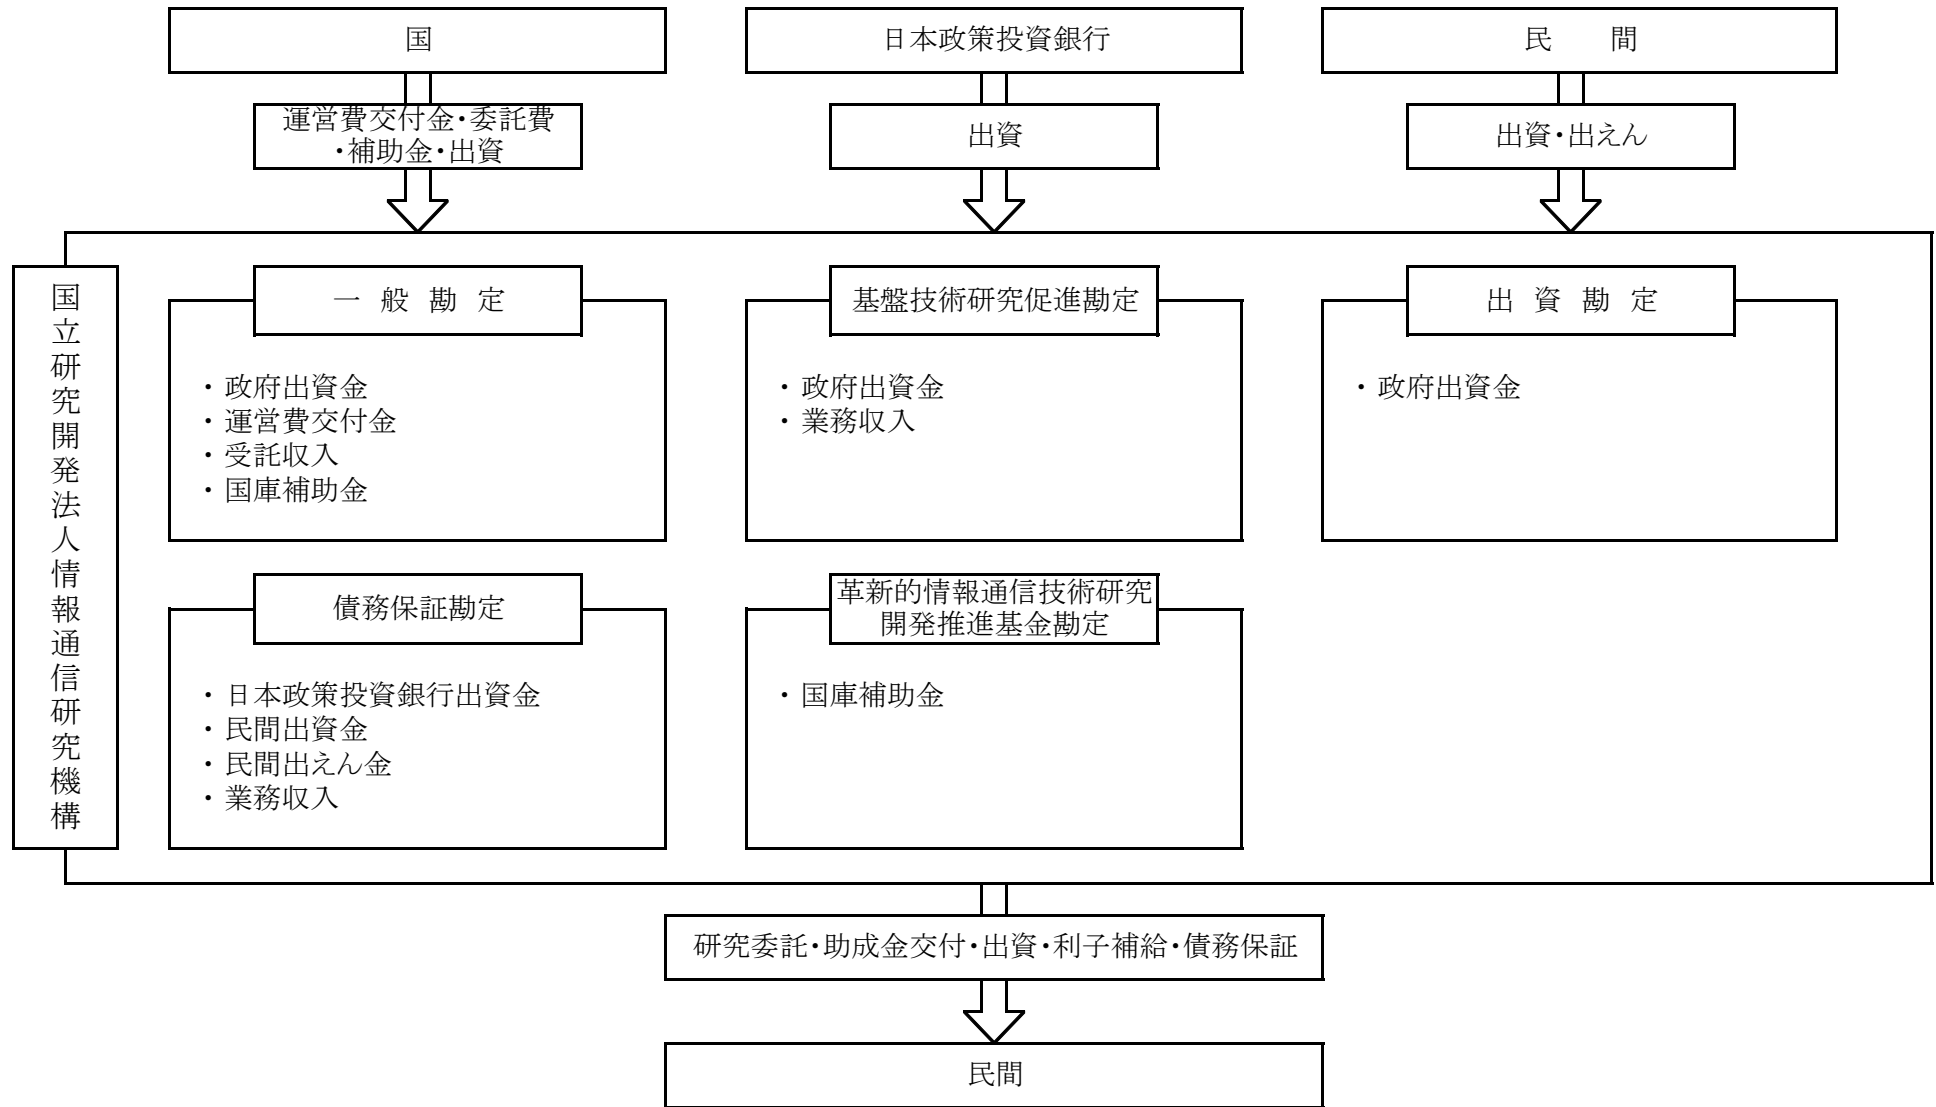 国
日本政策投資銀行
民　間
運営費交付金・委託費
・補助金・出資
出資
出資・出えん
国立研究開発法人情報通信研究機構
一 般 勘 定
・ 政府出資金
・ 運営費交付金
・ 受託収入
・ 国庫補助金
基盤技術研究促進勘定
・ 政府出資金
・ 業務収入
出 資 勘 定
・ 政府出資金
債務保証勘定
・ 日本政策投資銀行出資金
・ 民間出資金
・ 民間出えん金
・ 業務収入
革新的情報通信技術研究
開発推進基金勘定
・ 国庫補助金
研究委託・助成金交付・出資・利子補給・債務保証
民間